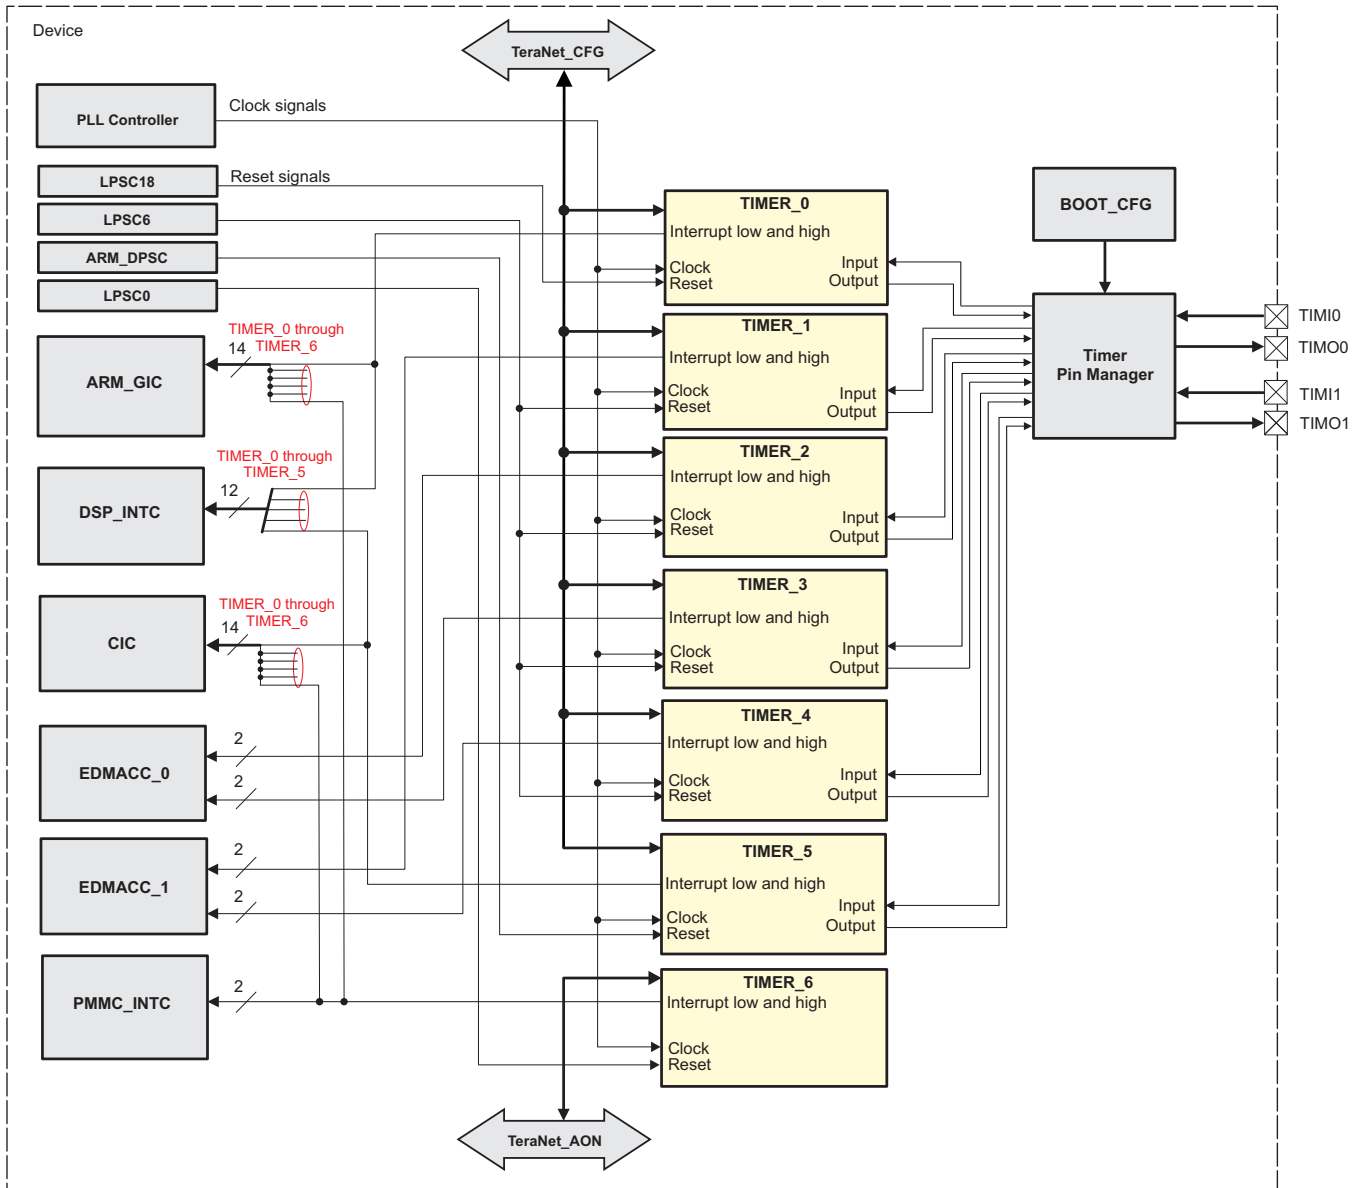 Device
TeraNet_CFG
PLL Controller
Clock signals
LPSC18
Reset signals
LPSC6
ARM_DPSC
LPSC0
TIMER_0 through
TIMER_6
14
ARM_GIC
TIMER_0 through
TIMER_5
12
DSP_INTC
TIMER_0 through
TIMER_6
14
CIC
2
EDMACC_0
2
2
EDMACC_1
2
2
PMMC_INTC
TIMER_0
Interrupt low and high
Clock
Reset
Input
Output
TIMER_1
Interrupt low and high
Clock
Reset
Input
Output
TIMER_2
Interrupt low and high
Clock
Reset
Input
Output
TIMER_3
Interrupt low and high
Clock
Reset
Input
Output
TIMER_4
Interrupt low and high
Clock
Reset
Input
Output
TIMER_5
Interrupt low and high
Clock
Reset
Input
Output
TIMER_6
Interrupt low and high
Clock
Reset
TeraNet_AON
BOOT_CFG
Timer
Pin Manager
TIMI0
TIMO0
TIMI1
TIMO1